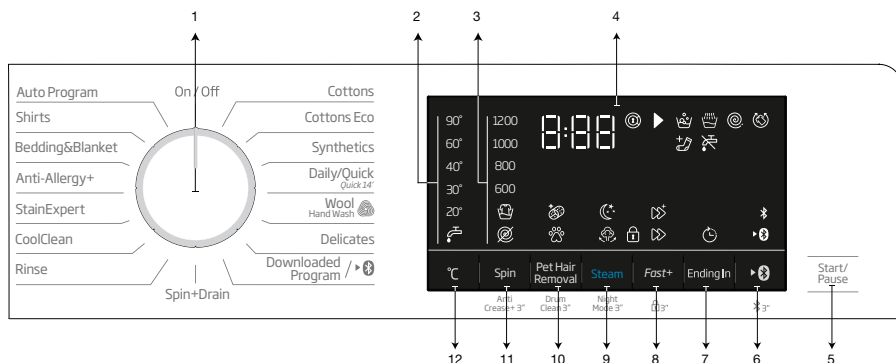 1
2
3
4
On / Off
Auto Program
Shirts
Bedding&Blanket
Anti-Allergy+
StainExpert
CoolClean
Rinse
Spin+Drain
Cottons
Cottons Eco
Synthetics
Daily/Quick
Quick 14'
Wool
Hand Wash
Delicates
Downloaded
Program /
90°
60°
40°
30°
20°
1200
1000
800
600
8:88
°C
Spin
Pet Hair
Removal
Steam
Fast+
Ending In
Start/
Pause
Anti
Crease+ 3"
Drum
Clean 3"
Night
Mode 3"
3"
3"
12
11
10
9
8
7
6
5